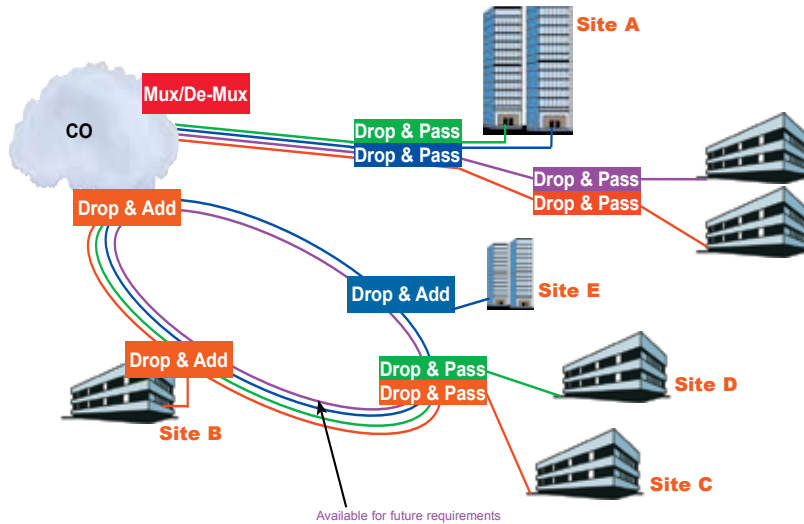 Site A
Mux/De-Mux
CO
Drop & Pass
Drop & Pass
Drop & Pass
Drop & Pass
Drop & Add
Drop & Add
Site E
Drop & Add
Drop & Pass
Drop & Pass
Site D
Site B
Site C
Available for future requirements